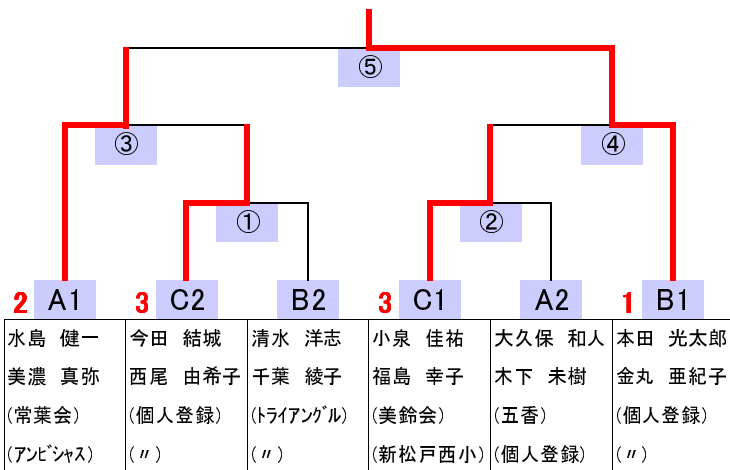 ⑤
③
④
①
②
2 A1
3 C2
B2
3 C1
A2
1 B1
水島 健一
美濃 真弥
(常葉会)
(アンビシャス)
今田 結城
西尾 由希子
(個人登録)
(〃)
清水 洋志
千葉 綾子
(トライアングル)
(〃)
小泉 佳祐
福島 幸子
(美鈴会)
(新松戸西小)
大久保 和人
木下 未樹
(五香)
(個人登録)
本田 光太郎
金丸 亜紀子
(個人登録)
(〃)